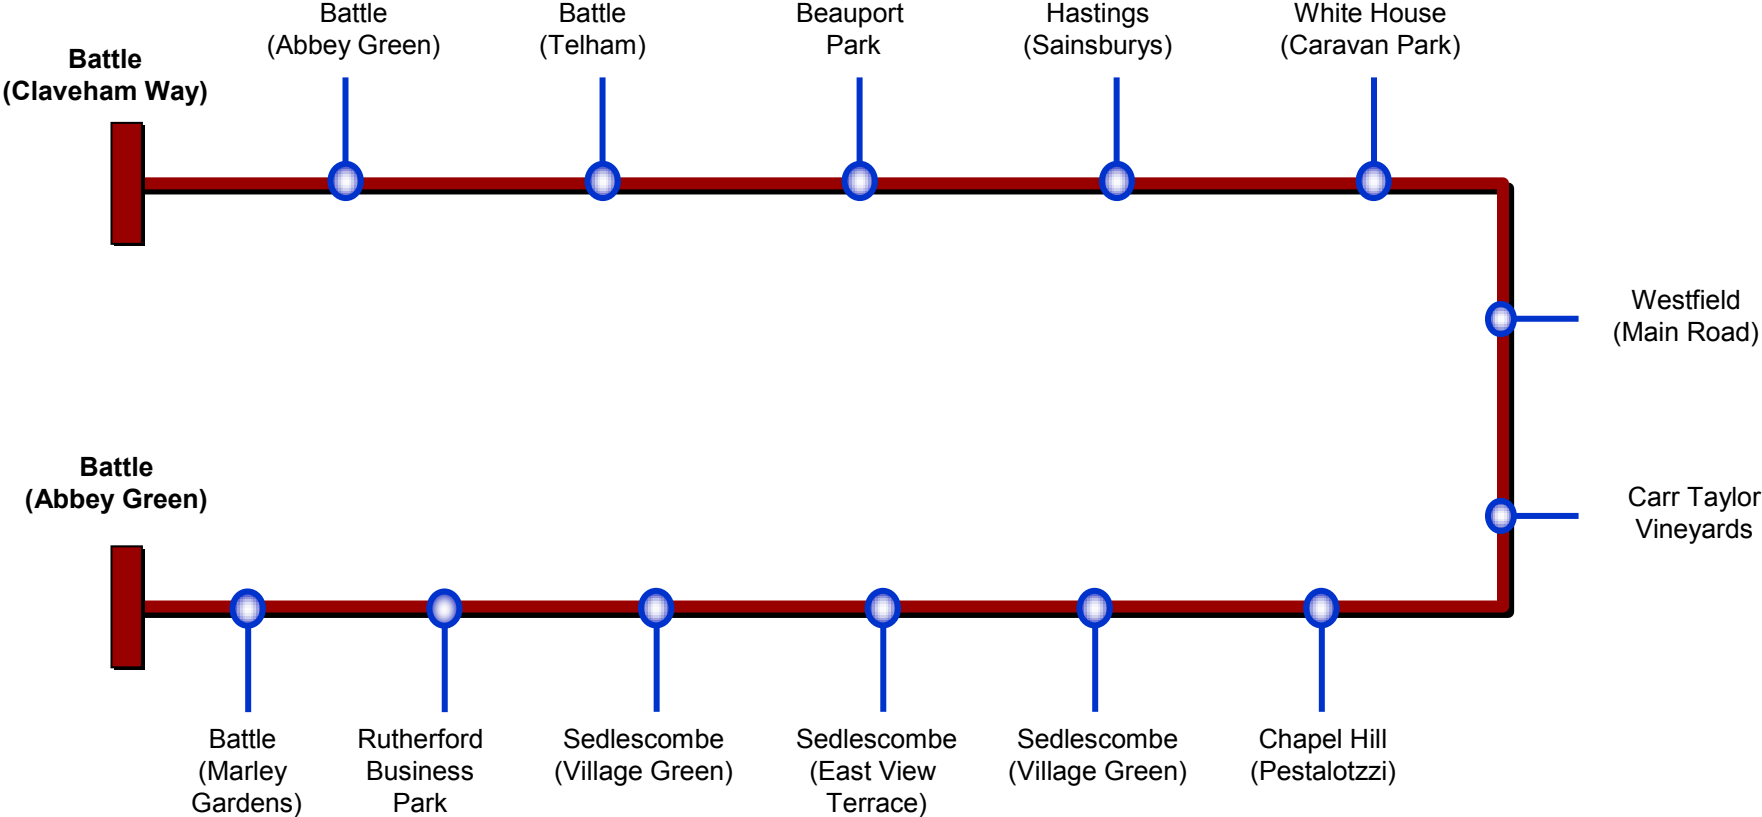 Battle
(Claveham Way)
Battle
(Abbey Green)
Battle
(Telham)
Beauport
Park
Hastings
(Sainsburys)
White House
(Caravan Park)
Westfield
(Main Road)
Carr Taylor
Vineyards
Battle
(Abbey Green)
Battle
(Marley
Gardens)
Rutherford
Business
Park
Sedlescombe
(Village Green)
Sedlescombe
(East View
Terrace)
Sedlescombe
(Village Green)
Chapel Hill
(Pestalotzzi)